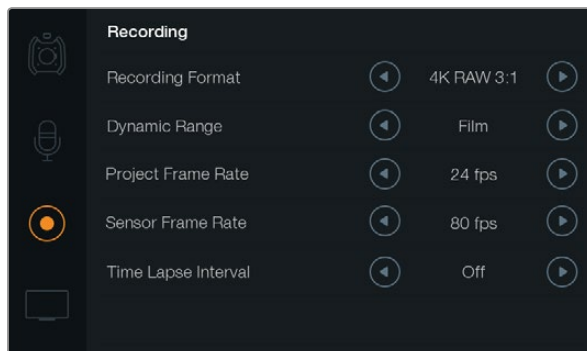 Recording
Recording Format 4K RAW 3:1
Dynamic Range Film
Project Frame Rate 24 fps
Sensor Frame Rate 80 fps
Time Lapse Interval Off